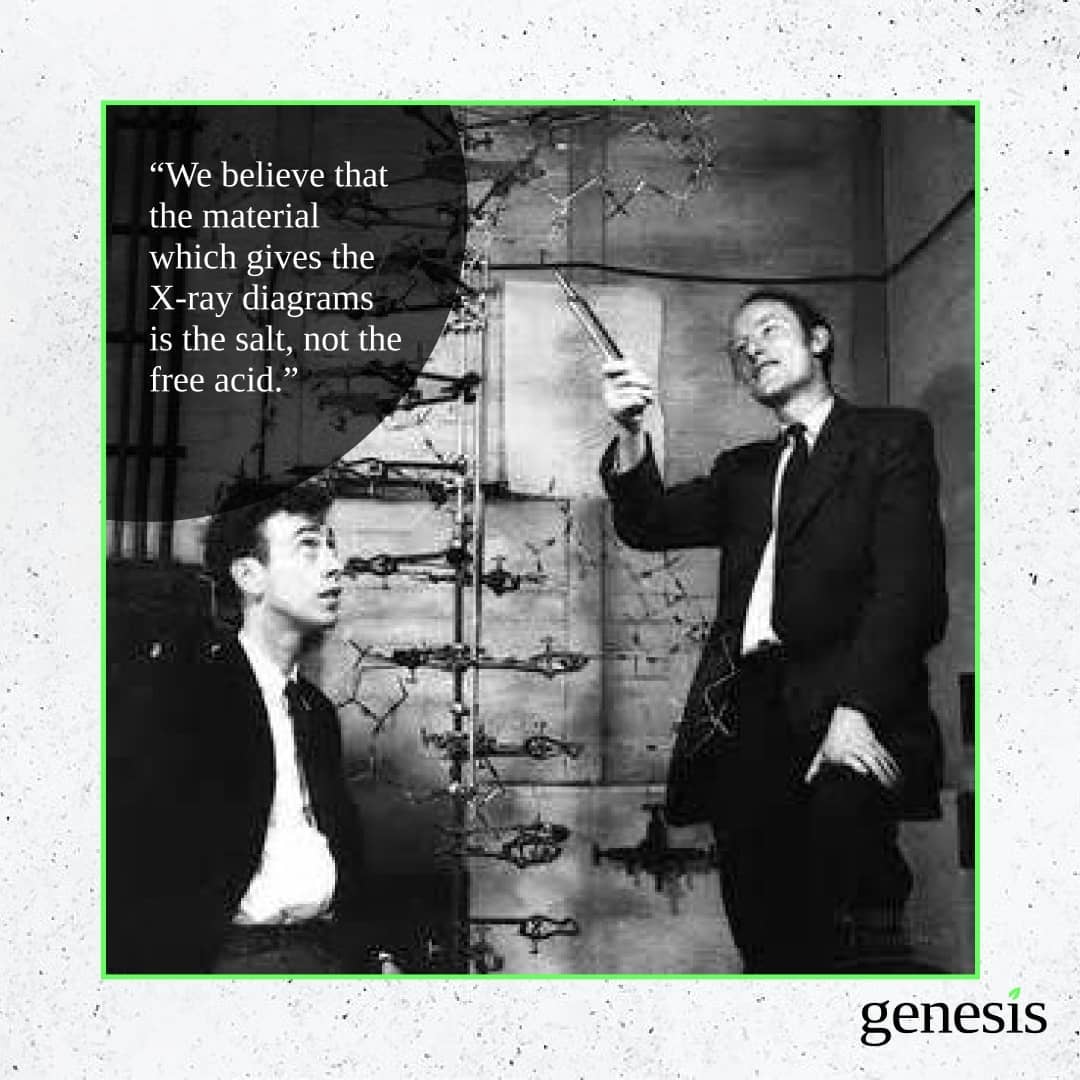 “We believe that
the material
which gives the
X-ray diagrams
is the salt, not the
free acid.”
genesis